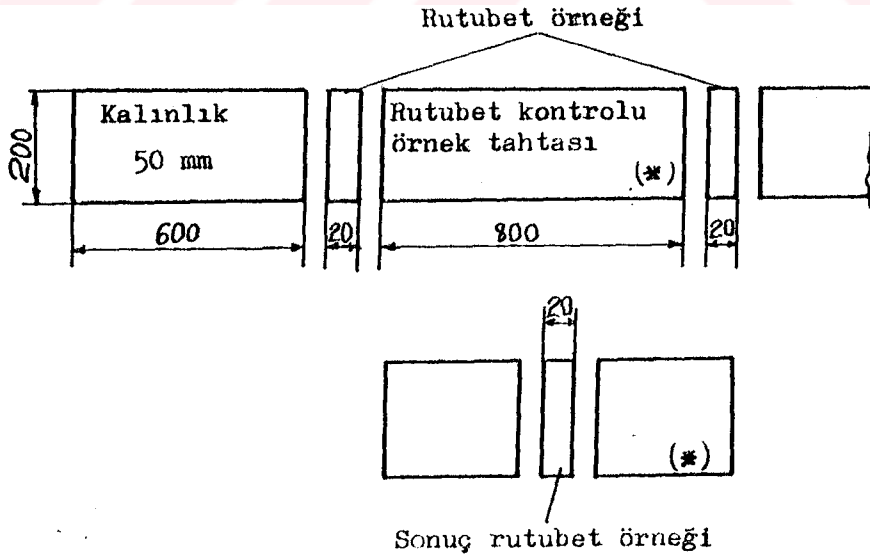 Rutubet örneği
Kalınlık
50 mm
Rutubet kontrolu
örnek tahtası
(*)
200
600
20
800
20
20
(*)
Sonuç rutubet örneği